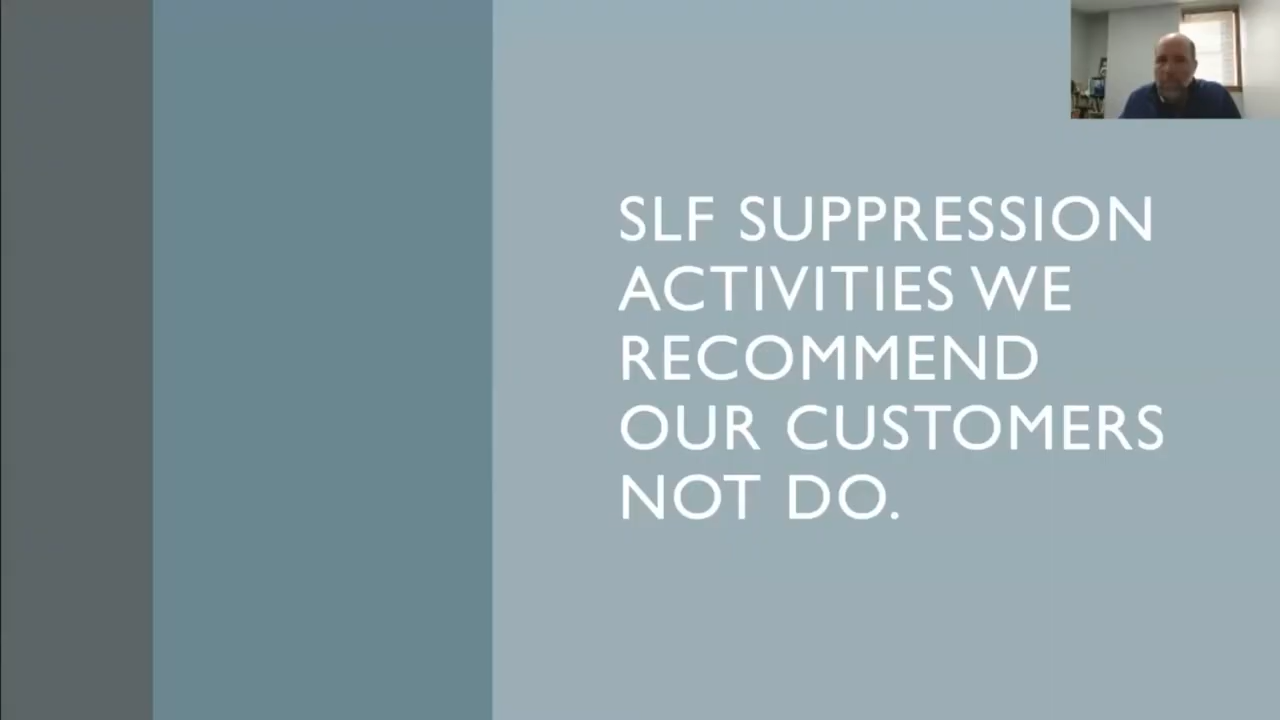 SLF SUPPRESSION
ACTIVITIES WE
RECOMMEND
OUR CUSTOMERS
NOT DO.